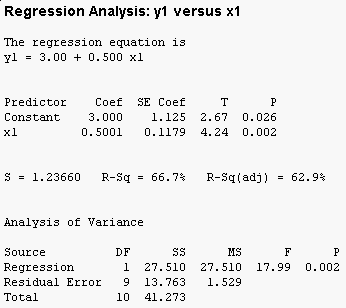 Regression Analysis: y1 versus x1
The regression equation is
y1 = 3.00 + 0.500 x1
Predictor Coef SE Coef T P
Constant 3.000 1.125 2.67 0.026
x1 0.5001 0.1179 4.24 0.002
S = 1.23660 R-Sq = 66.7% R-Sq(adj) = 62.9%
Analysis of Variance
Source DF SS MS F P
Regression 1 27.510 27.510 17.99 0.002
Residual Error 9 13.763 1.529
Total 10 41.273